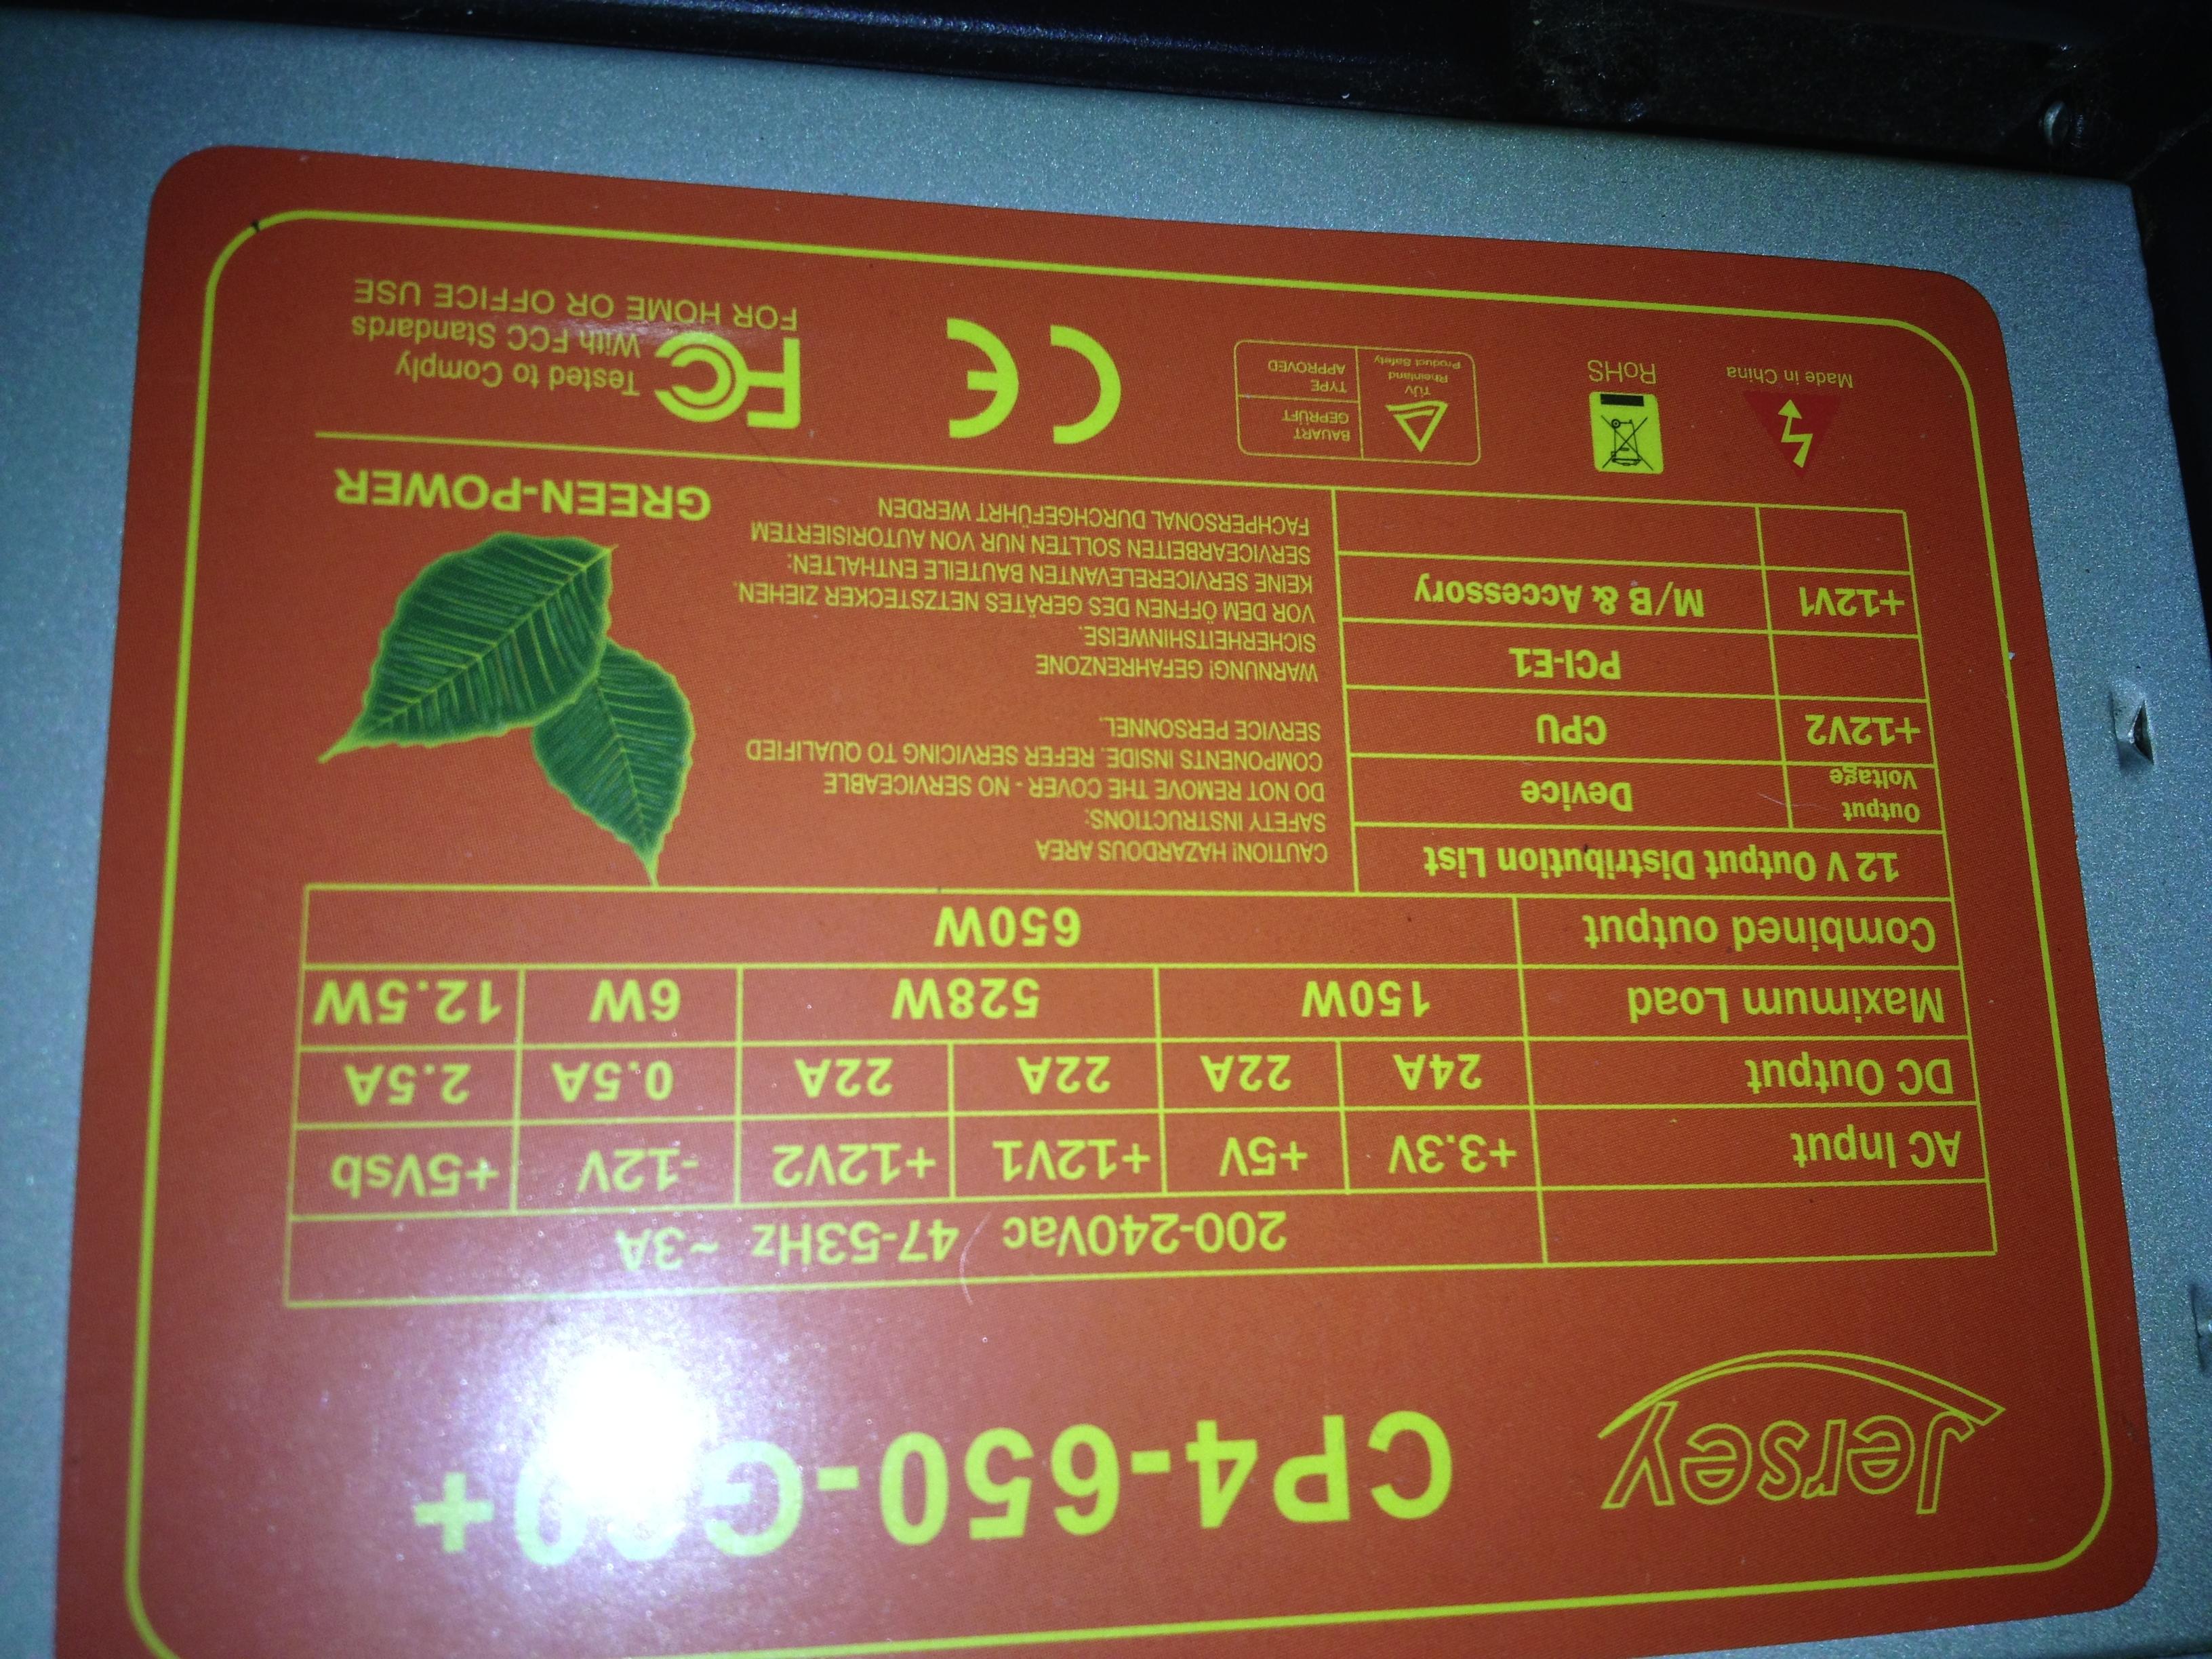 Jersey
CP4-650-
200-240Vac 47-53Hz ~3A
AC Input +3.3V +5V +12V1 +12V2 -12V +5Vsb
DC Output 24A 22A 22A 22A 0.5A 2.5A
Maximum Load 150W 528W 6W 12.5W
Combined output 650W
12 V Output Distribution List
Output
Voltage
Device
+12V2 CPU
PCI-E1
+12V1 M/B & Accessory
CAUTION! HAZARDOUS AREA
SAFETY INSTRUCTIONS:
DO NOT REMOVE THE COVER - NO SERVICEABLE
COMPONENTS INSIDE. REFER SERVICING TO QUALIFIED
SERVICE PERSONNEL.
WARNUNG! GEFAHRENZONE
SICHERHEITSHINWEISE.
VOR DEM ÖFFNEN DES GERÄTES NETZSTECKER ZIEHEN.
KEINE SERVICERELEVANTEN BAUTEILE ENTHALTEN:
SERVICEARBEITEN SOLLTEN NUR VON AUTORISIERTEM
FACHPERSONAL DURCHGEFÜHRT WERDEN
GREEN-POWER
Made in China
RoHS
TÜV
Rheinland
Product Safety
BAUART
GEPRÜFT
TYPE
APPROVED
CE
FC
Tested to Comply
With FCC Standards
FOR HOME OR OFFICE USE